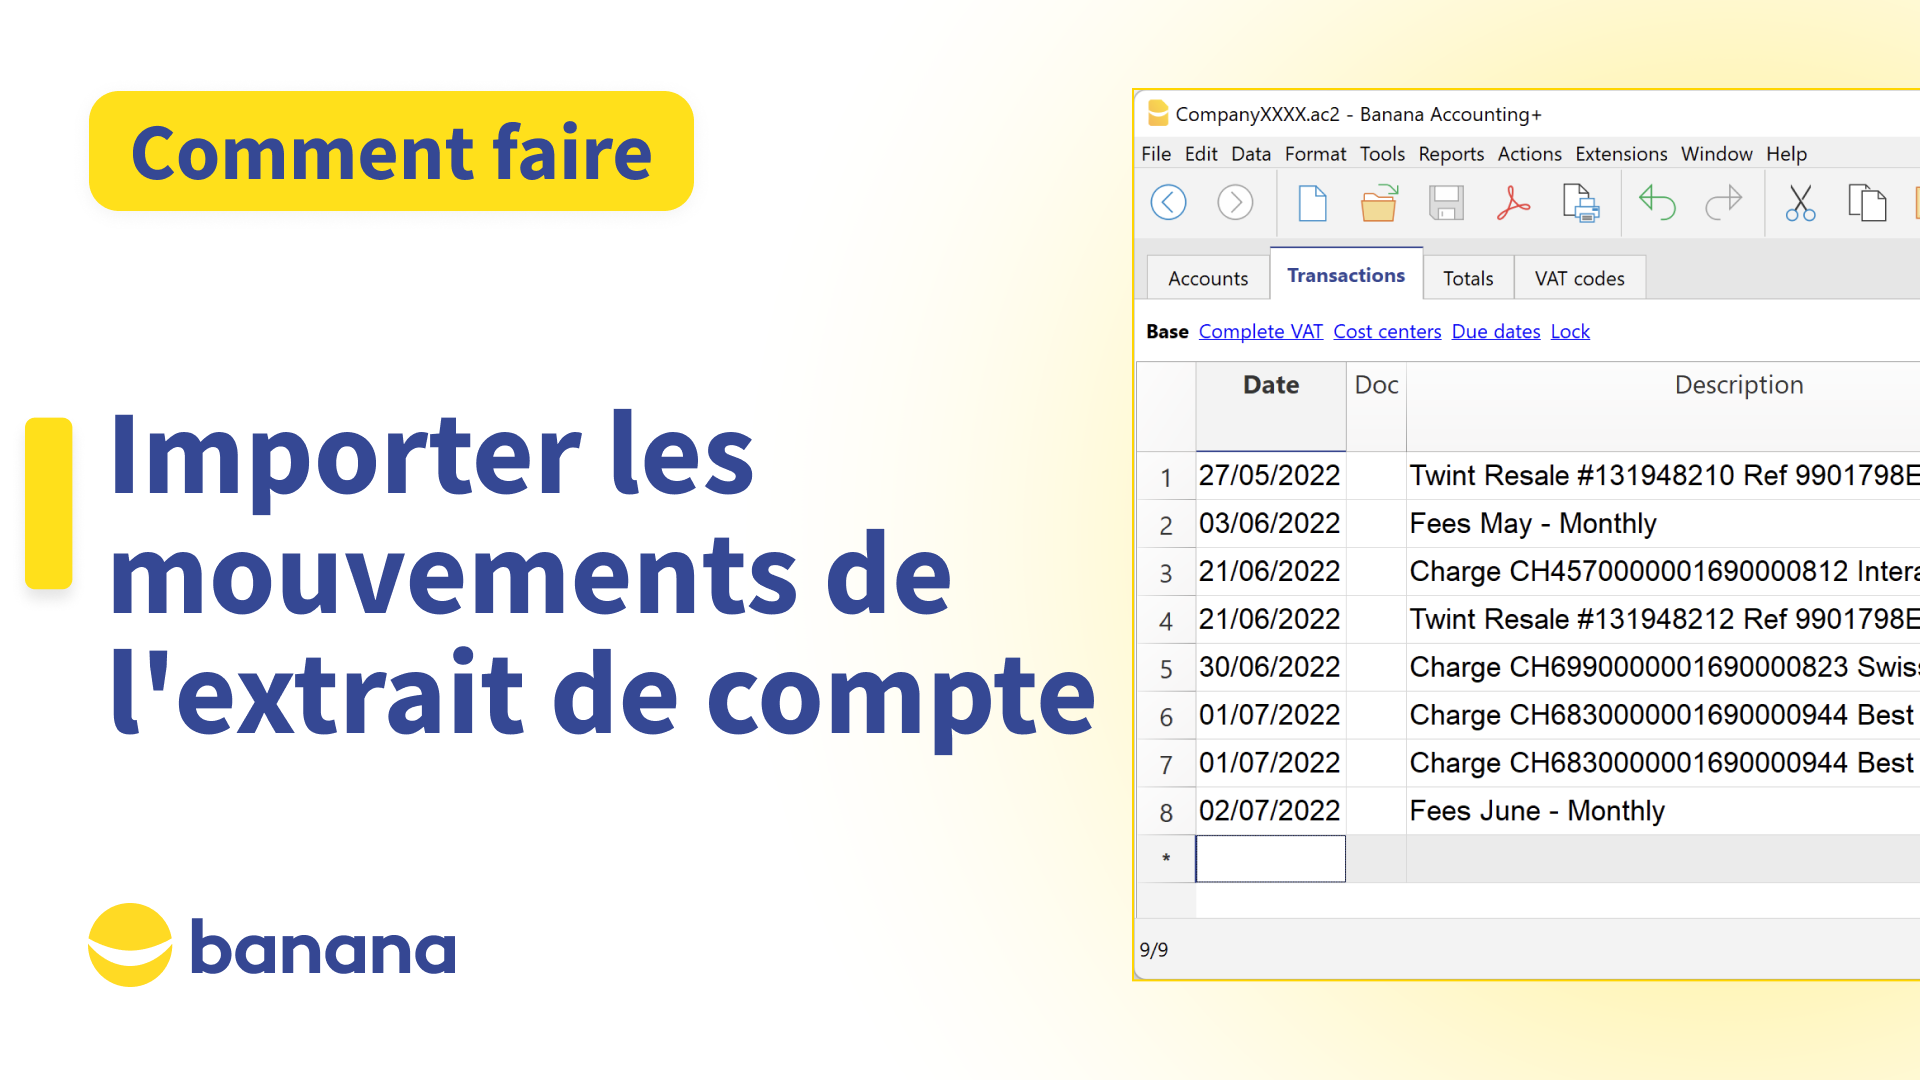 Comment faire
Importer les
mouvements de
l'extrait de compte
banana
CompanyXXXX.ac2 - Banana Accounting+
File Edit Data Format Tools Reports Actions Extensions Window Help
Accounts Transactions Totals VAT codes
Base Complete VAT Cost centers Due dates Lock
Date Doc Description
1 27/05/2022 Twint Resale #131948210 Ref 9901798E
2 03/06/2022 Fees May - Monthly
3 21/06/2022 Charge CH4570000001690000812 Intera
4 21/06/2022 Twint Resale #131948212 Ref 9901798E
5 30/06/2022 Charge CH6990000001690000823 Swiss
6 01/07/2022 Charge CH6830000001690000944 Best
7 01/07/2022 Charge CH6830000001690000944 Best
8 02/07/2022 Fees June - Monthly
*
9/9